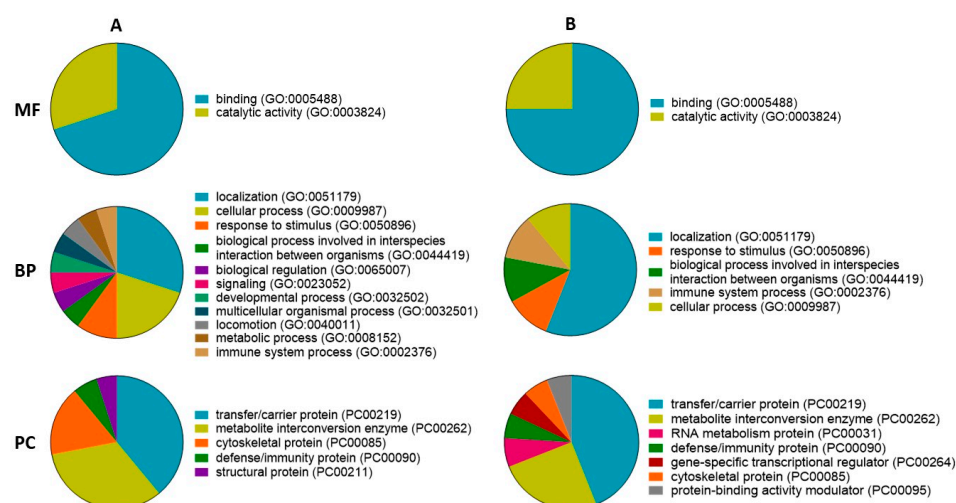 A
B
MF
binding (GO:0005488)
catalytic activity (GO:0003824)
binding (GO:0005488)
catalytic activity (GO:0003824)
BP
localization (GO:0051179)
cellular process (GO:0009987)
response to stimulus (GO:0050896)
biological process involved in interspecies
interaction between organisms (GO:0044419)
biological regulation (GO:0065007)
signaling (GO:0023052)
developmental process (GO:0032502)
multicellular organismal process (GO:0032501)
locomotion (GO:0040011)
metabolic process (GO:0008152)
immune system process (GO:0002376)
localization (GO:0051179)
response to stimulus (GO:0050896)
biological process involved in interspecies
interaction between organisms (GO:0044419)
immune system process (GO:0002376)
cellular process (GO:0009987)
PC
transfer/carrier protein (PC00219)
metabolite interconversion enzyme (PC00262)
cytoskeletal protein (PC00085)
defense/immunity protein (PC00090)
structural protein (PC00211)
transfer/carrier protein (PC00219)
metabolite interconversion enzyme (PC00262)
RNA metabolism protein (PC00031)
defense/immunity protein (PC00090)
gene-specific transcriptional regulator (PC00264)
cytoskeletal protein (PC00085)
protein-binding activity modulator (PC00095)